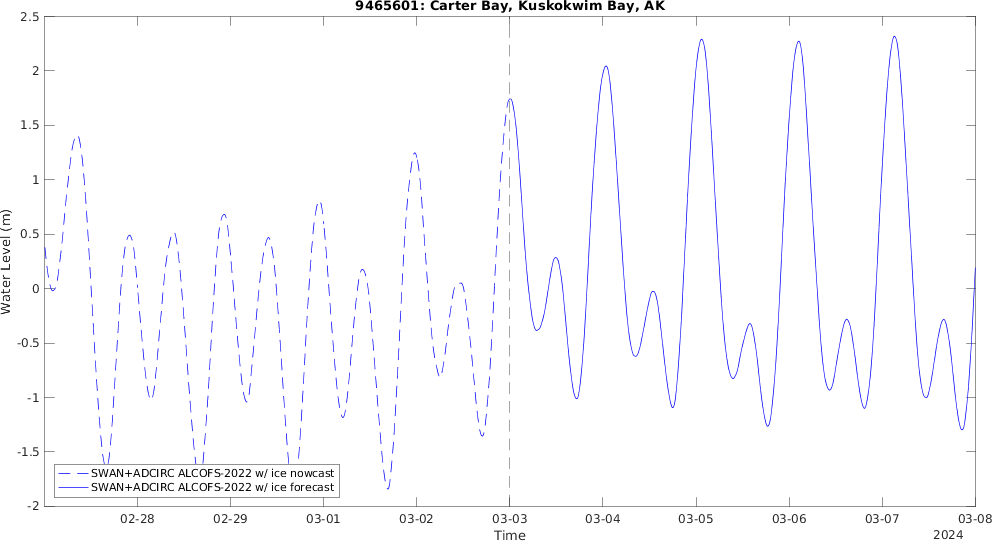 9465601: Carter Bay, Kuskokwim Bay, AK
2.5
2
1.5
1
0.5
0
-0.5
-1
-1.5
-2
Water Level (m)
SWAN+ADCIRC ALCOFS-2022 w/ ice nowcast
SWAN+ADCIRC ALCOFS-2022 w/ ice forecast
02-28 02-29 03-01 03-02 03-03 03-04 03-05 03-06 03-07 03-08
Time
2024